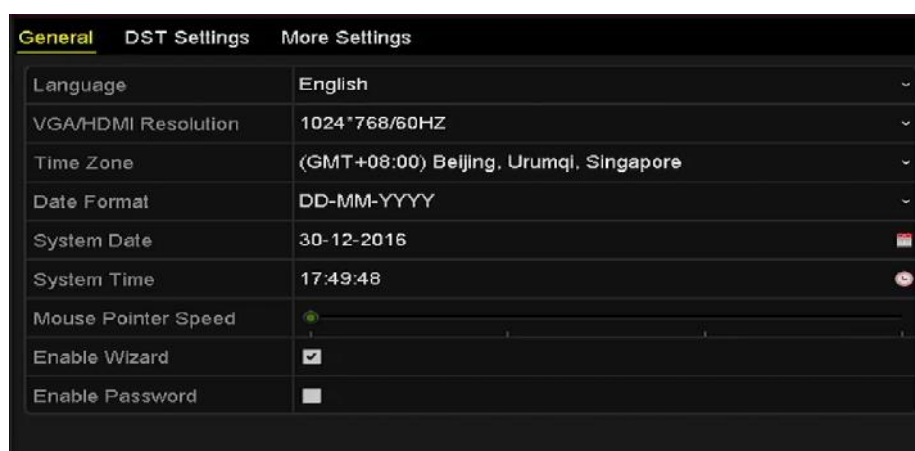 General DST Settings More Settings
Language English
VGA/HDMI Resolution 1024*768/60HZ
Time Zone (GMT+08:00) Beijing, Urumqi, Singapore
Date Format DD-MM-YYYY
System Date 30-12-2016
System Time 17:49:48
Mouse Pointer Speed
Enable Wizard
Enable Password